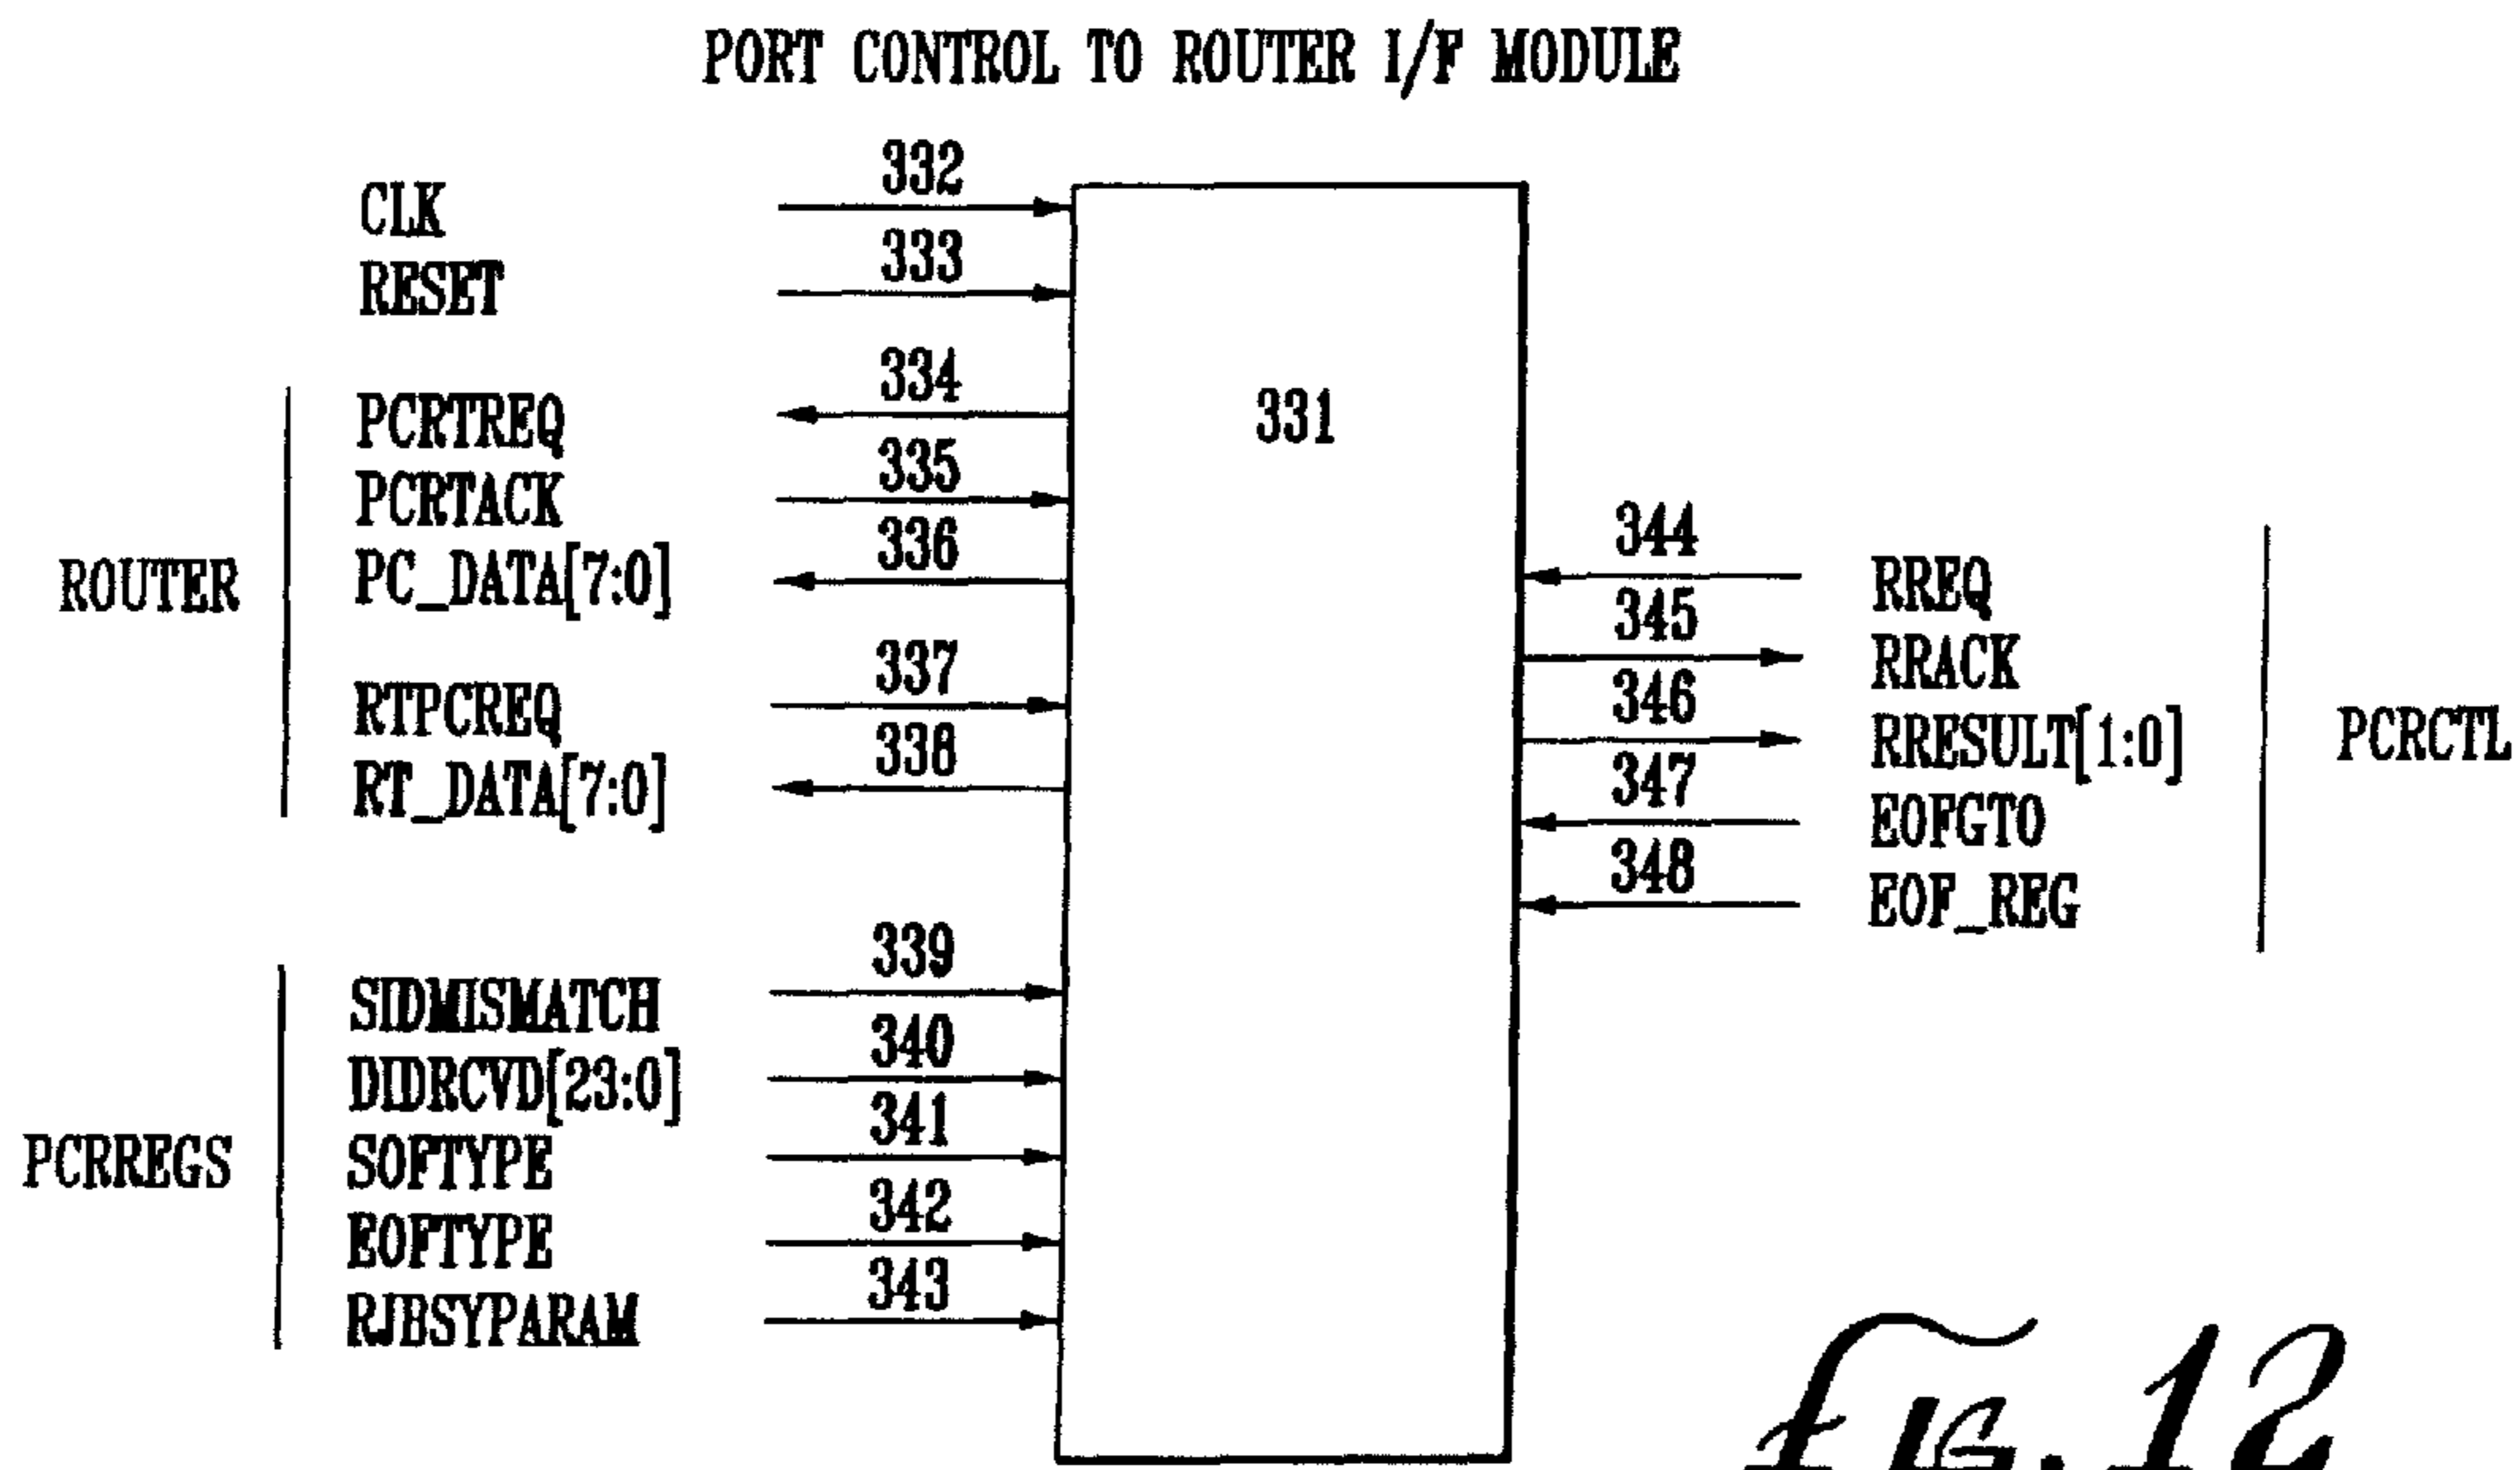 PORT CONTROL TO ROUTER I/F MODULE
332
CLK
333
RESET
334
PCRTREQ
331
335
PCRTACK
336
PC_DATA[7:0]
ROUTER
337
RTPCREQ
338
RT_DATA[7:0]
344
RREQ
345
RRACK
346
RRESULT[1:0]
PCRCTL
347
EOFGTO
348
EOF_REG
339
SIDMISMATCH
340
DIDRCVD[23:0]
341
SOFTYPE
PCRREGS
342
EOFTYPE
343
RJBSYPARAM
FIG. 12